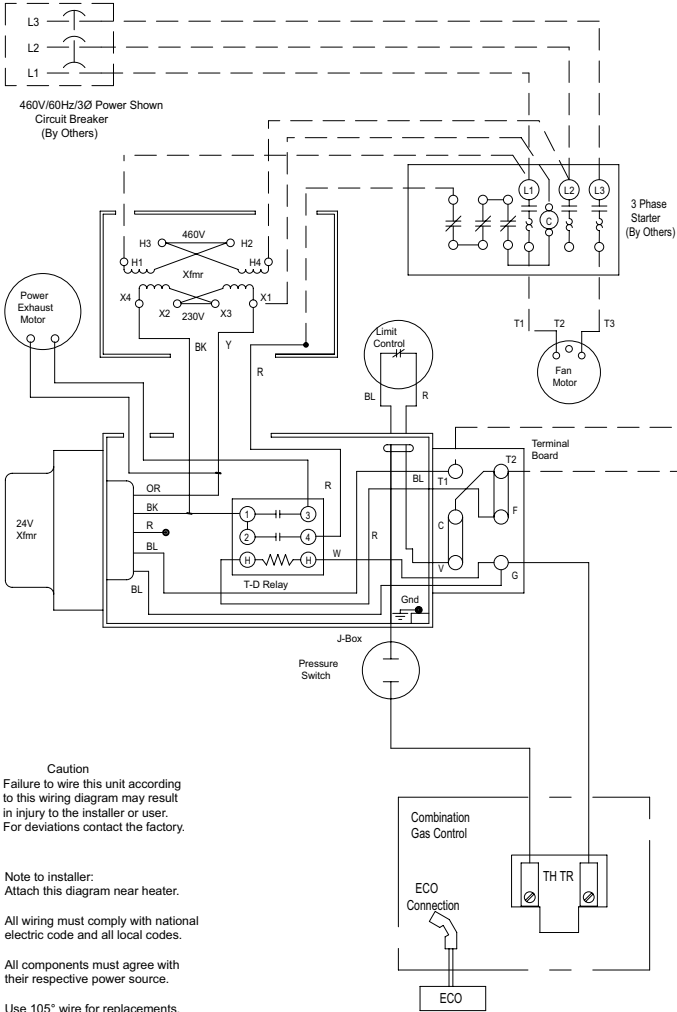 L3
L2
L1
460V/60Hz/3Ø Power Shown
Circuit Breaker
(By Others)
L1
L2
L3
C
3 Phase
Starter
(By Others)
460V
H3
H2
H1
H4
Xfmr
X4
X1
X2
230V
X3
BK
Y
R
Power
Exhaust
Motor
Limit
Control
BL
R
T1
T2
T3
Fan
Motor
Terminal
Board
24V
Xfmr
OR
BK
R
BL
BL
1
3
2
4
H
H
T-D Relay
R
W
R
BL
T1
T2
C
F
V
G
Gnd
J-Box
Pressure
Switch
Caution
Failure to wire this unit according
to this wiring diagram may result
in injury to the installer or user.
For deviations contact the factory.
Note to installer:
Attach this diagram near heater.
All wiring must comply with national
electric code and all local codes.
All components must agree with
their respective power source.
Use 105° wire for replacements.
Combination
Gas Control
TH TR
ECO
Connection
ECO